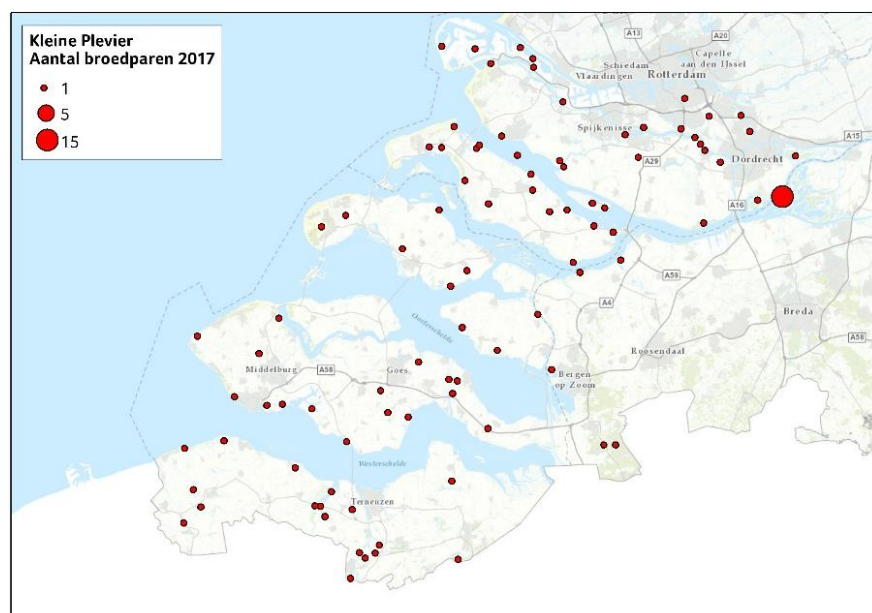 Kleine Plevier
Aantal broedparen 2017
1
5
15
A13
A20
Capelle
aan den IJssel
Schiedam
Vlaardingen
Rotterdam
Spijkenisse
A15
Dordrecht
A29
A16
A59
A4
Breda
Oosterschelde
Roosendaal
A58
Middelburg
A58
Goes
Bergen
op Zoom
Westerschelde
Terneuzen